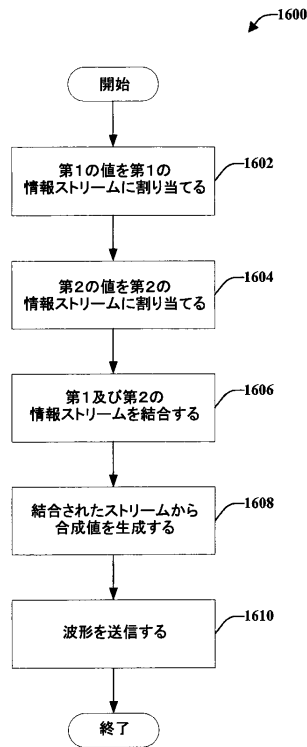 1600
開始
第1の値を第1の
情報ストリームに割り当てる
1602
第2の値を第2の
情報ストリームに割り当てる
1604
第1及び第2の
情報ストリームを結合する
1606
結合されたストリームから
合成値を生成する
1608
波形を送信する
1610
終了